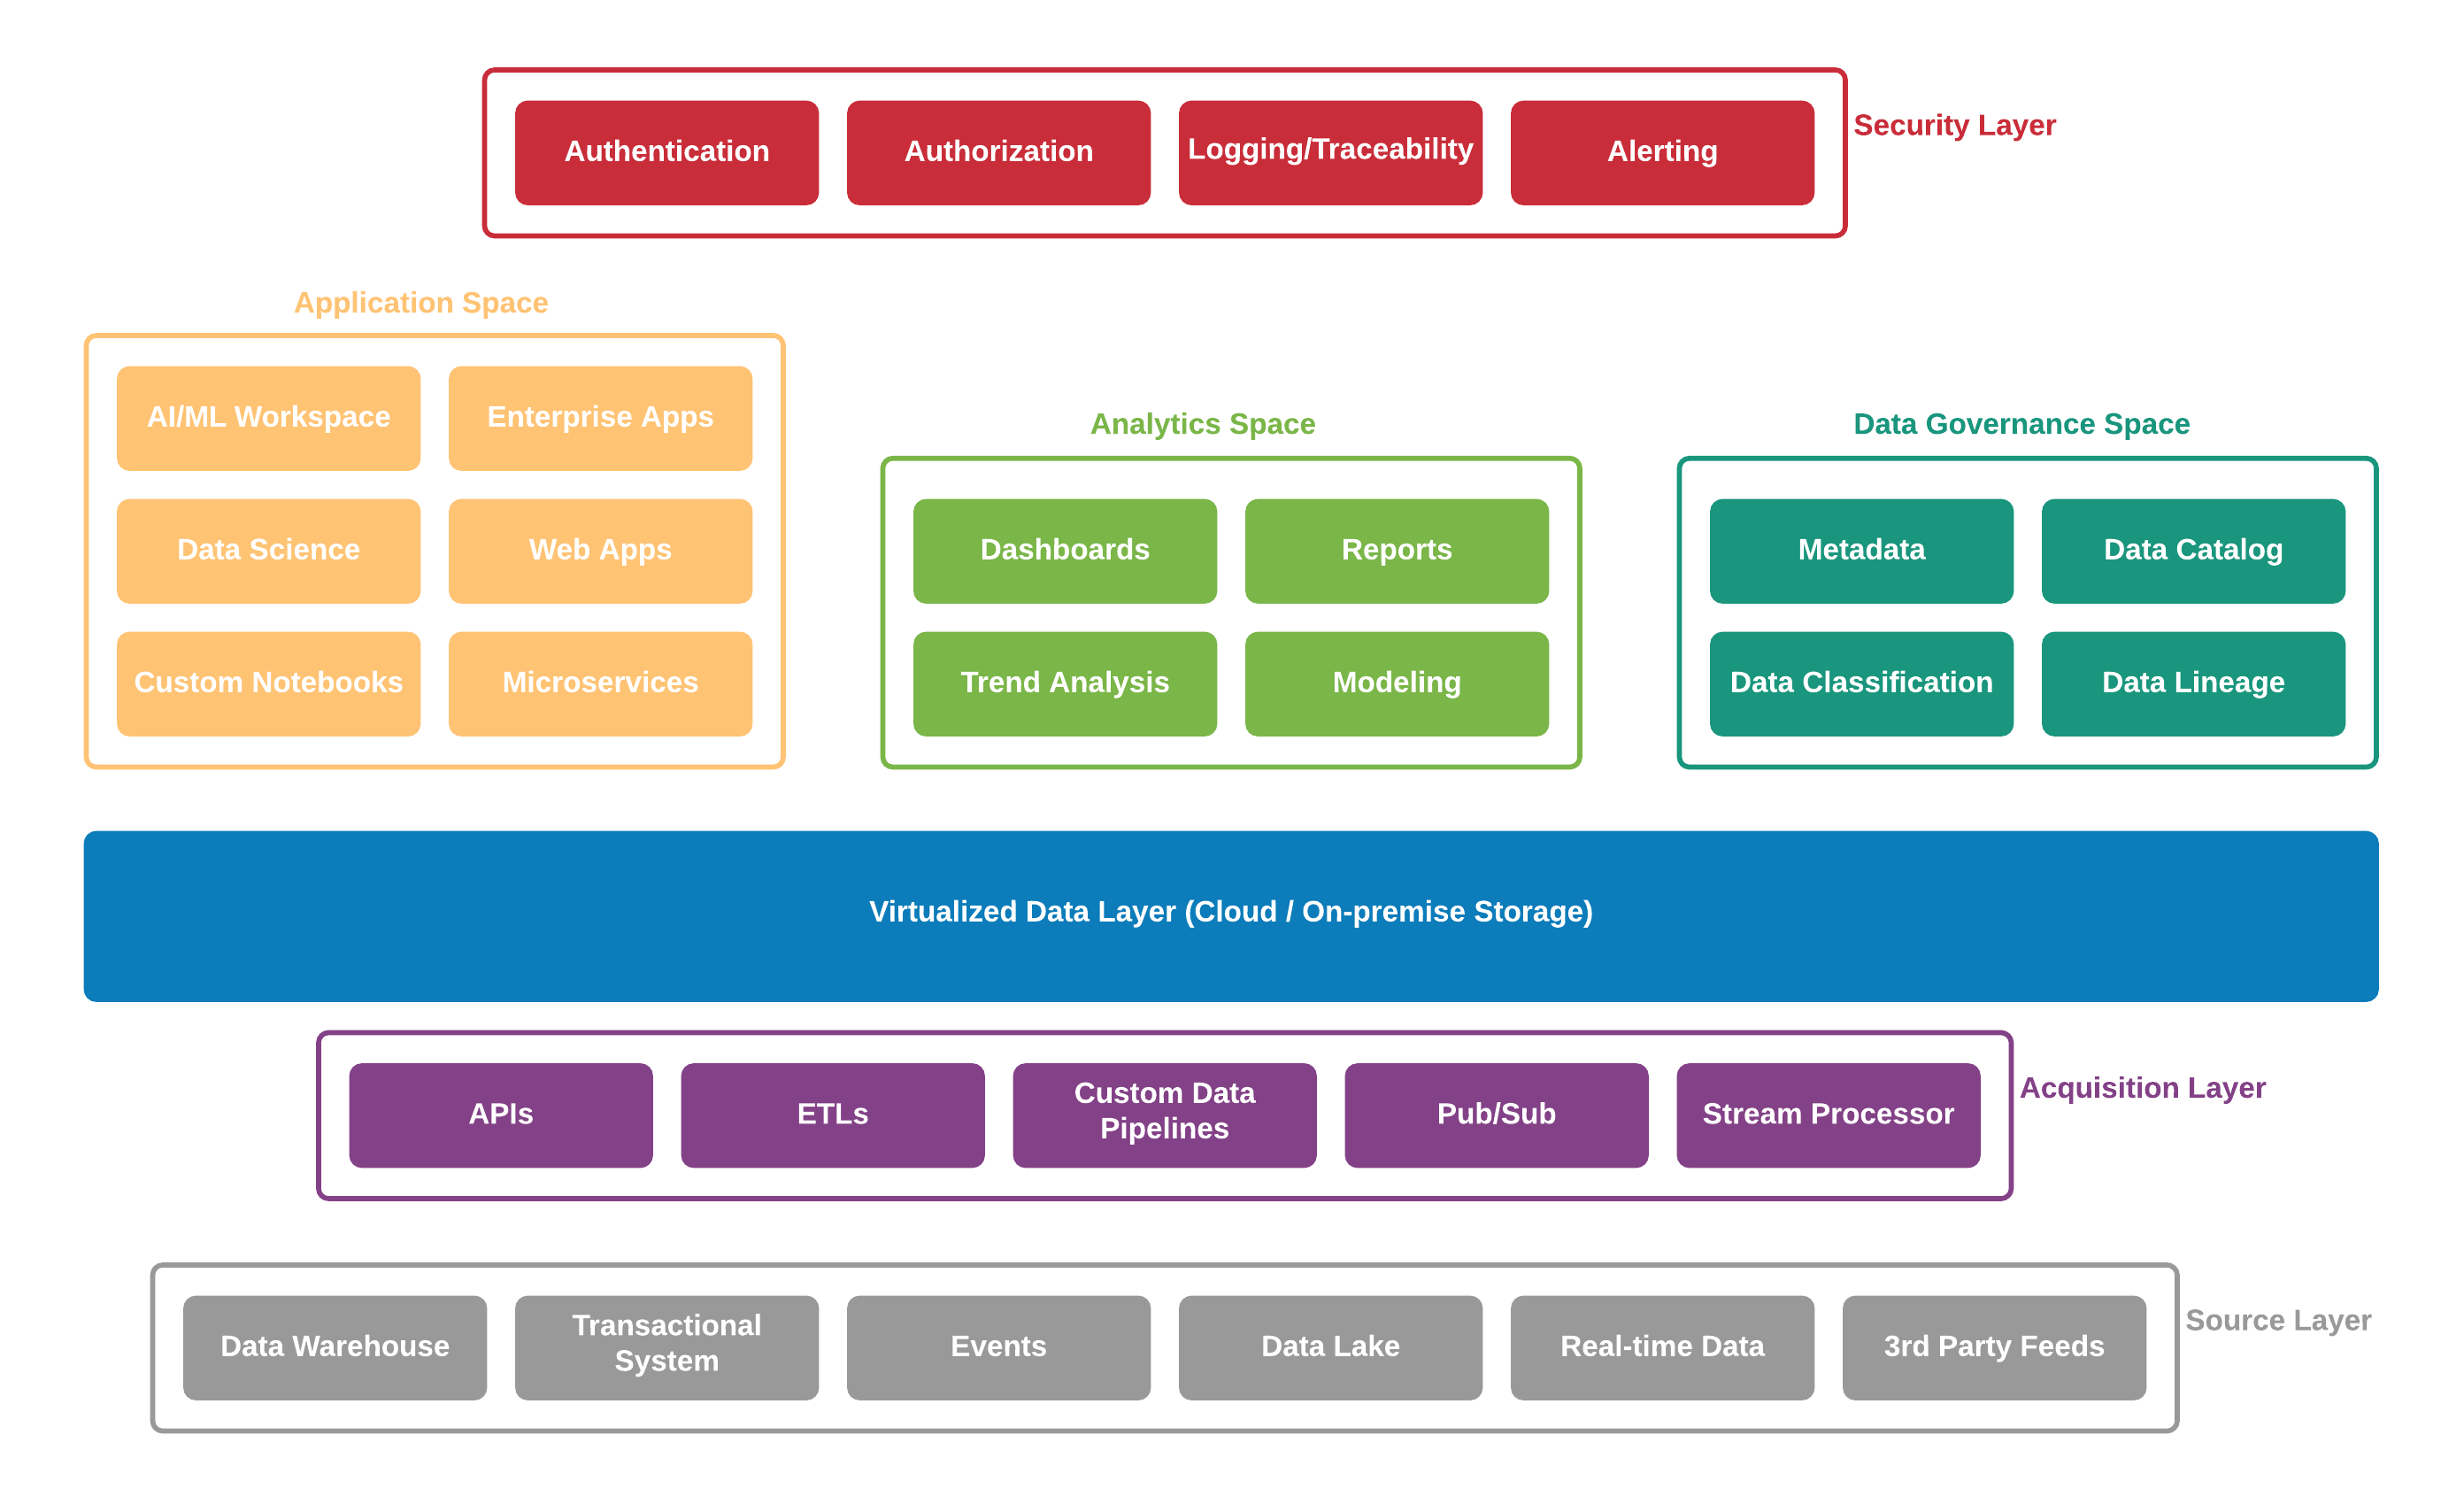 Authentication
Authorization
Logging/Traceability
Alerting
Security Layer
Application Space
AI/ML Workspace
Enterprise Apps
Data Science
Web Apps
Custom Notebooks
Microservices
Analytics Space
Dashboards
Reports
Trend Analysis
Modeling
Data Governance Space
Metadata
Data Catalog
Data Classification
Data Lineage
Virtualized Data Layer (Cloud / On-premise Storage)
APIs
ETLs
Custom Data
Pipelines
Pub/Sub
Stream Processor
Acquisition Layer
Data Warehouse
Transactional
System
Events
Data Lake
Real-time Data
3rd Party Feeds
Source Layer